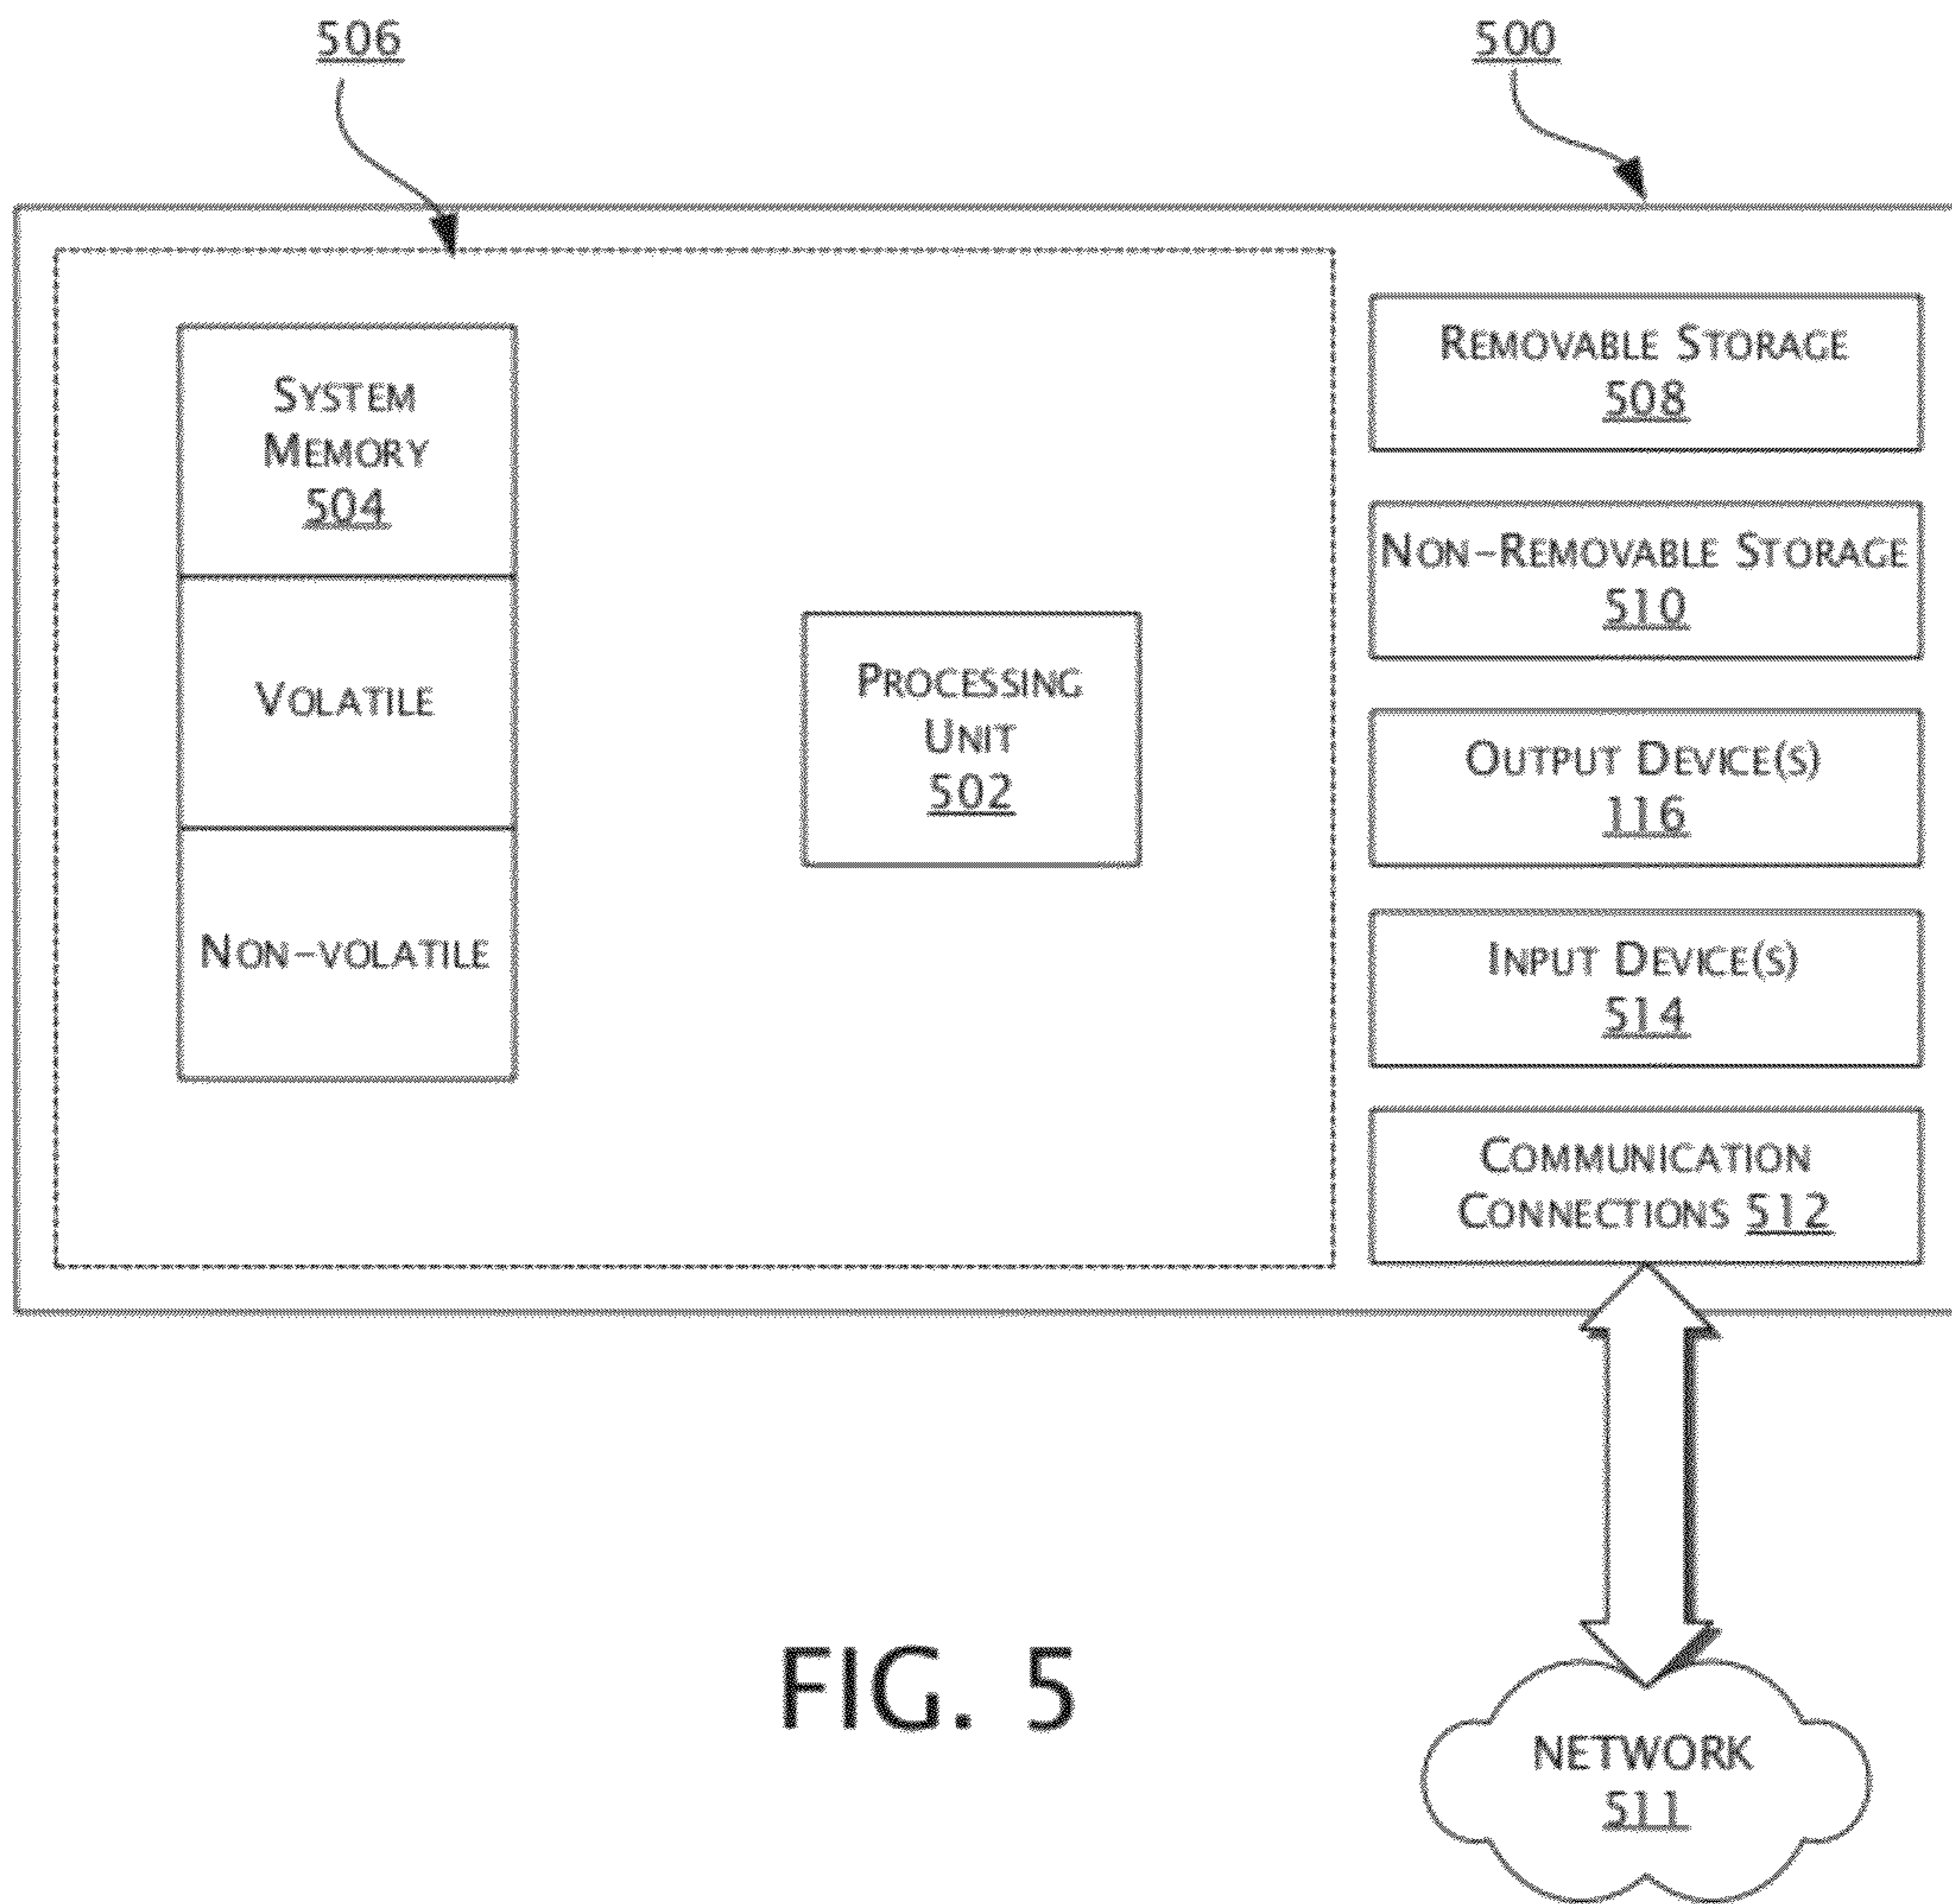 506
500
SYSTEM
MEMORY
504
VOLATILE
NON-VOLATILE
PROCESSING
UNIT
502
REMOVABLE STORAGE
508
NON-REMOVABLE STORAGE
510
OUTPUT DEVICE(S)
116
INPUT DEVICE(S)
514
COMMUNICATION
CONNECTIONS 512
FIG. 5
NETWORK
511